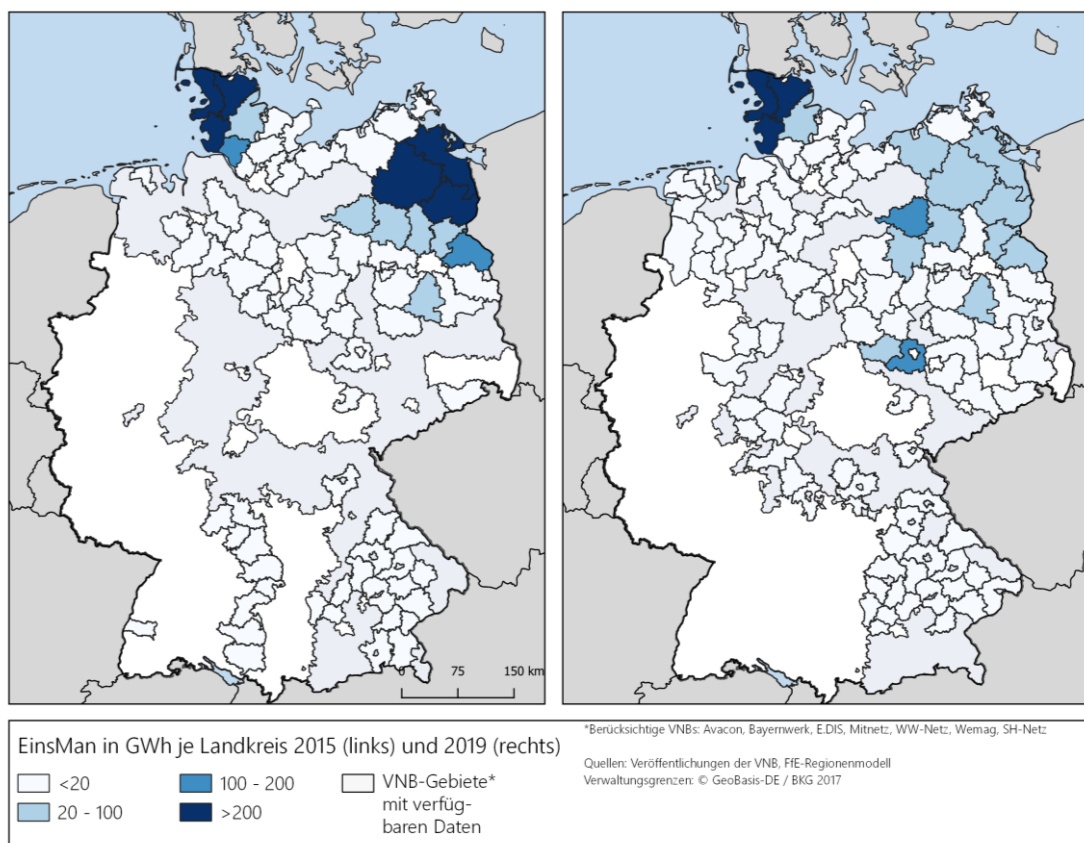 0 75 150 km
EinsMan in GWh je Landkreis 2015 (links) und 2019 (rechts)
<20
20 - 100
100 - 200
>200
VNB-Gebiete*
mit verfüg-
baren Daten
*Berücksichtige VNBs: Avacon, Bayernwerk, E.DIS, Mitnetz, WW-Netz, Wemag, SH-Netz
Quellen: Veröffentlichungen der VNB, FfE-Regionenmodell
Verwaltungsgrenzen: © GeoBasis-DE / BKG 2017